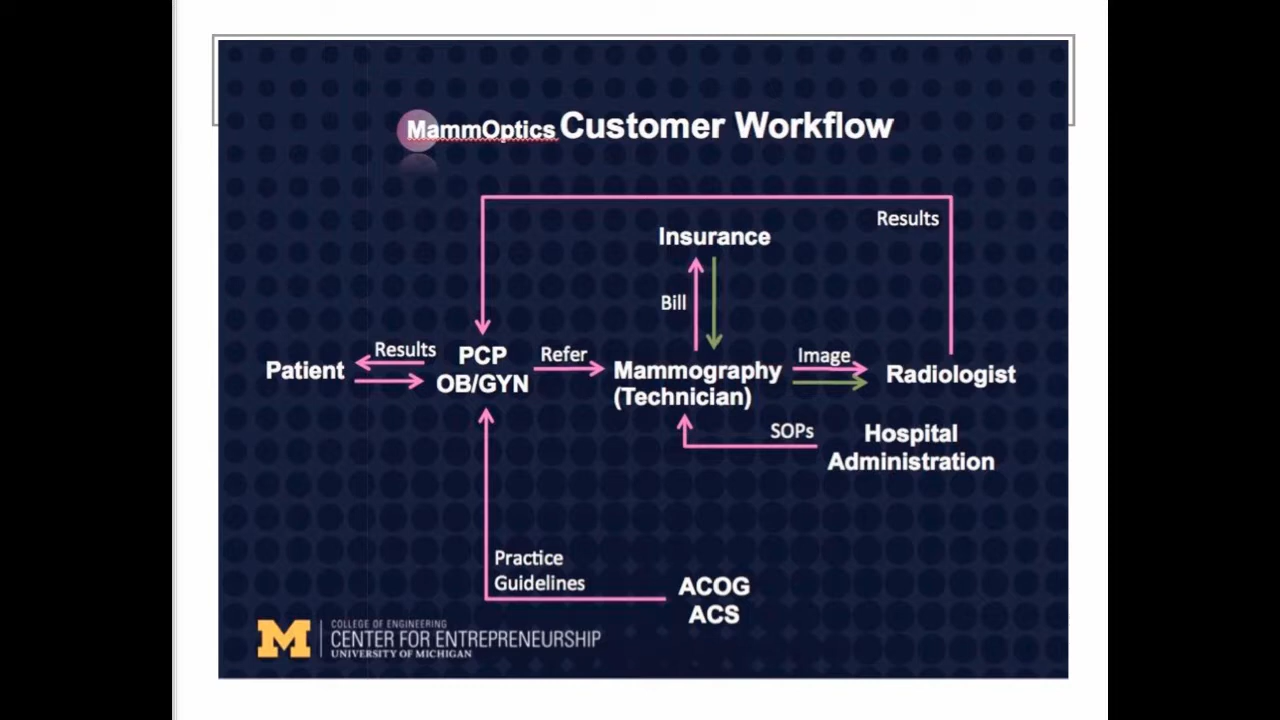 MammOptics Customer Workflow
Results
Insurance
Bill
Results
PCP
OB/GYN
Refer
Patient
Mammography
(Technician)
Image
Radiologist
SOPs
Hospital
Administration
Practice
Guidelines
ACOG
ACS
M
COLLEGE OF ENGINEERING
CENTER FOR ENTREPRENEURSHIP
UNIVERSITY OF MICHIGAN